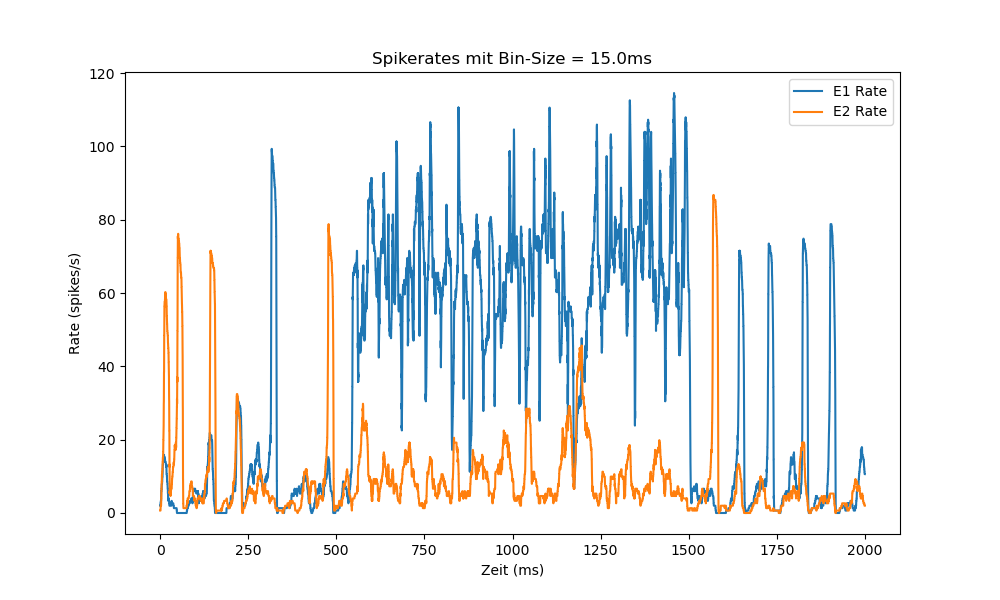 Spikerates mit Bin-Size = 15.0ms
E1 Rate
E2 Rate
120
100
80
60
40
20
0
Rate (spikes/s)
0 250 500 750 1000 1250 1500 1750 2000
Zeit (ms)